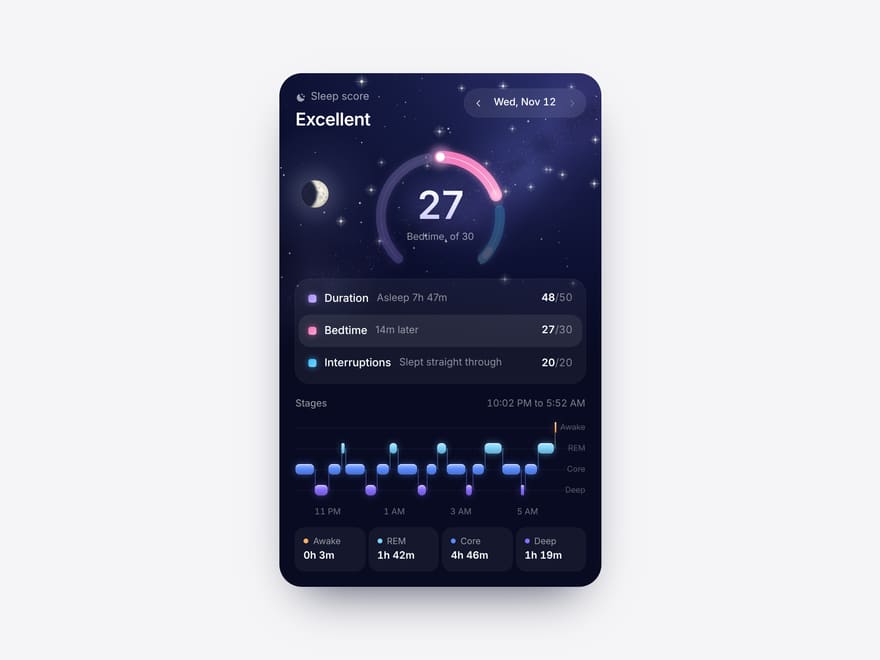 Sleep score
Excellent
Wed, Nov 12
27
Bedtime, of 30
Duration Asleep 7h 47m 48/50
Bedtime 14m later 27/30
Interruptions Slept straight through 20/20
Stages 10:02 PM to 5:52 AM
Awake
REM
Core
Deep
11 PM 1 AM 3 AM 5 AM
Awake REM Core Deep
0h 3m 1h 42m 4h 46m 1h 19m